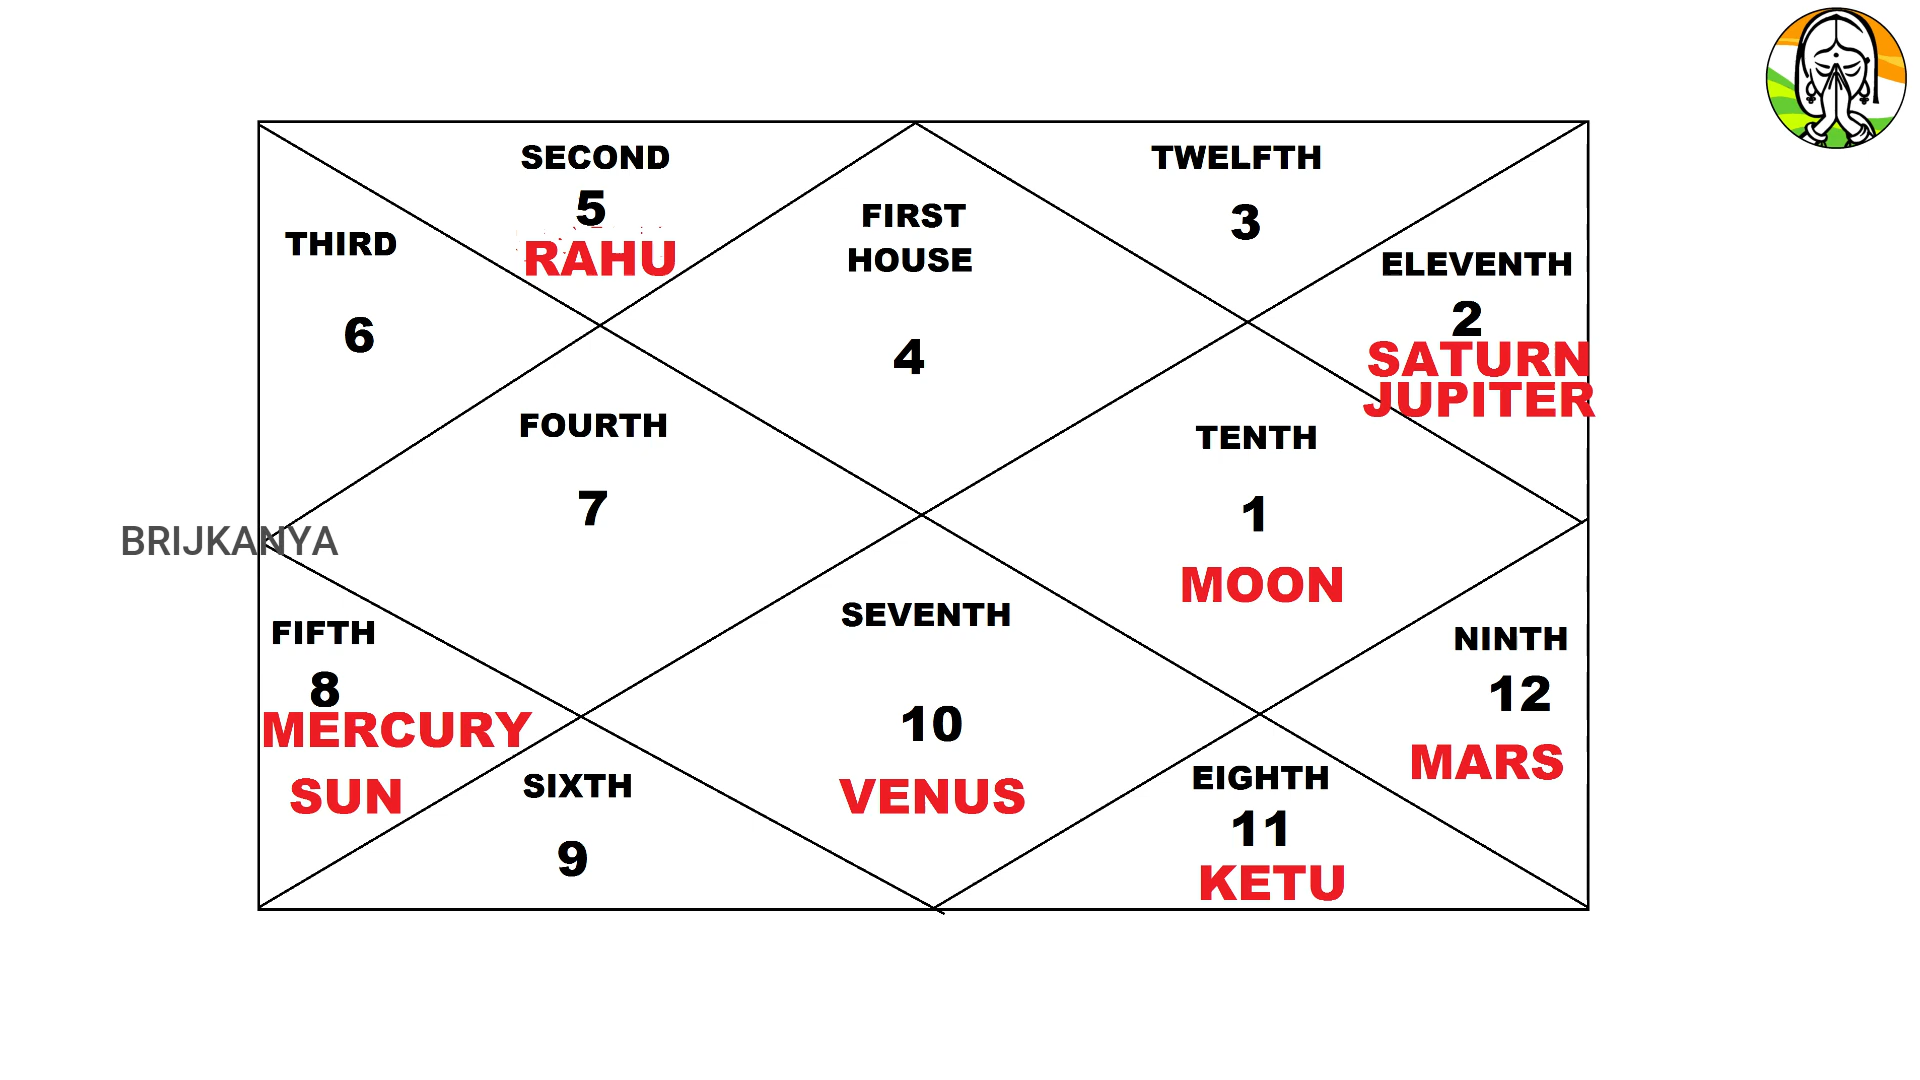 SECOND
5
RAHU
TWELFTH
3
FIRST
HOUSE
4
THIRD
6
ELEVENTH
2
SATURN
JUPITER
FOURTH
7
TENTH
1
MOON
BRIJKANYA
FIFTH
8
MERCURY
SUN
SEVENTH
10
VENUS
NINTH
12
MARS
SIXTH
9
EIGHTH
11
KETU